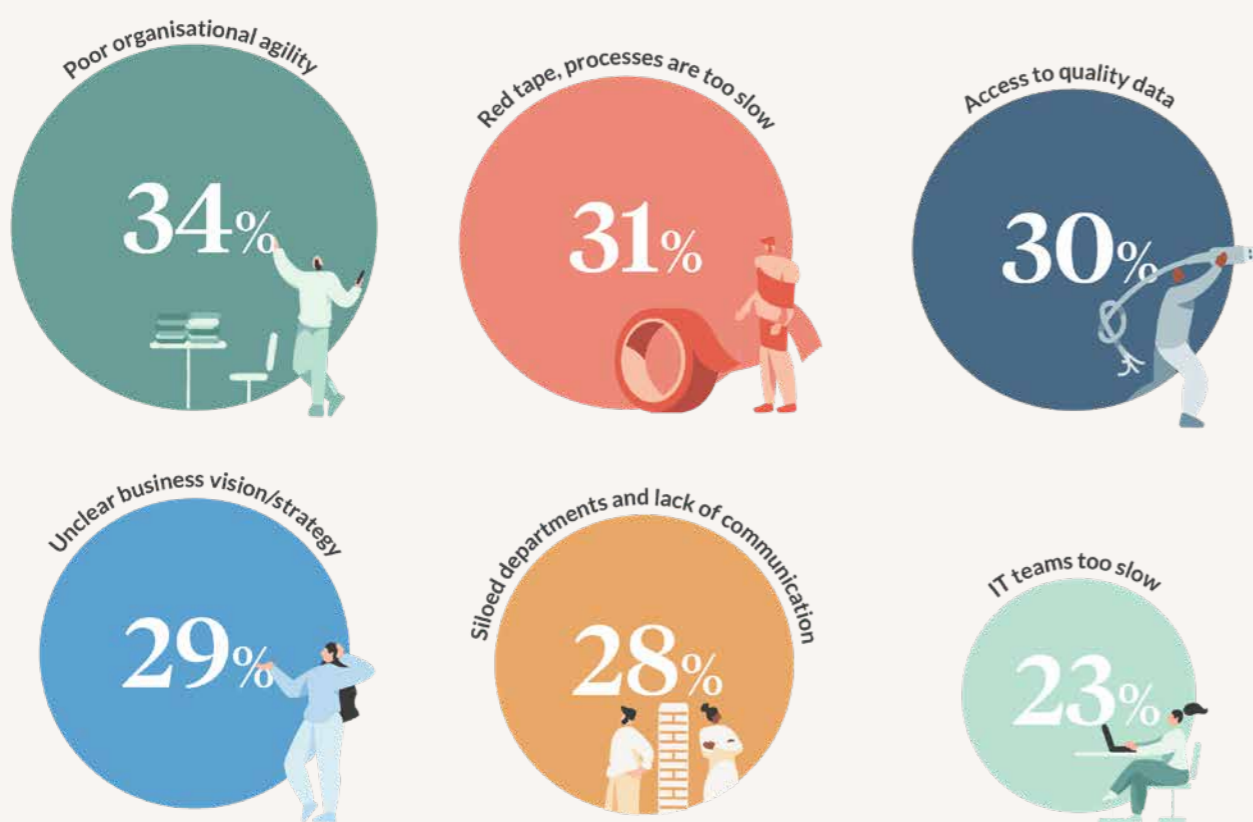 Poor organisational agility
34%
Red tape, processes are too slow
31%
Access to quality data
30%
Unclear business vision/strategy
29%
Siloed departments and lack of communication
28%
IT teams too slow
23%